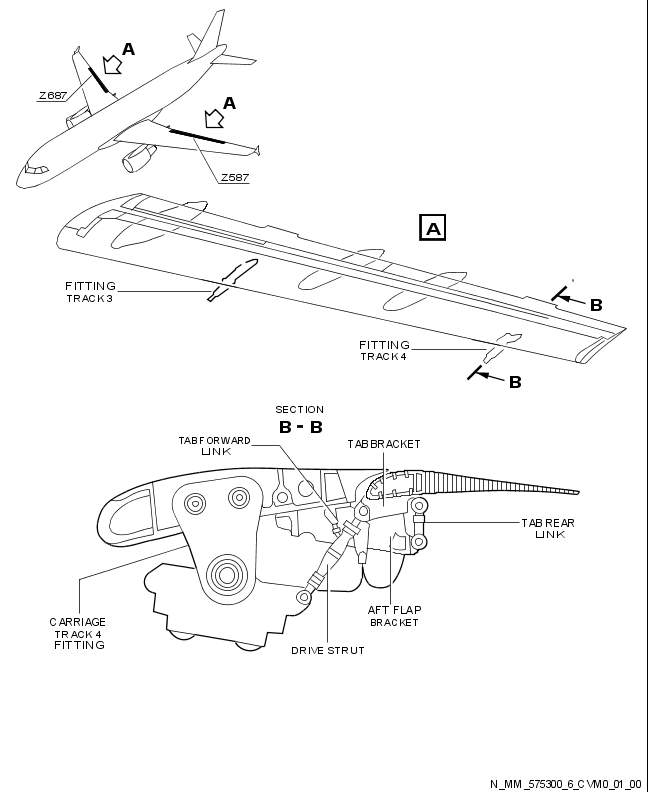 A
Z687
A
Z587
A
B
FITTING
TRACK 3
FITTING
TRACK 4
B
SECTION
B - B
TAB FORWARD
LINK
TAB BRACKET
TAB REAR
LINK
AFT FLAP
BRACKET
CARRIAGE
TRACK 4
FITTING
DRIVE STRUT
N_MM_575300_6_CVM0_01_00